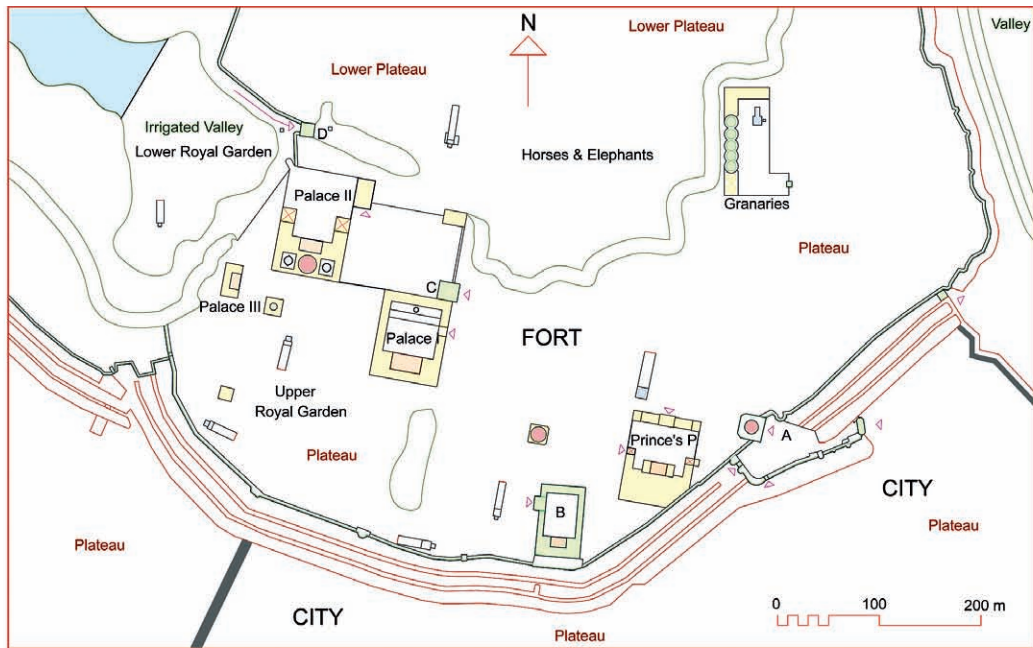 N
Lower Plateau
Valley
Lower Plateau
Irrigated Valley
Lower Royal Garden
D
Horses & Elephants
Palace II
Granaries
Plateau
C
Palace III
Palace I
FORT
Upper
Royal Garden
Plateau
Prince's P
A
CITY
B
Plateau
Plateau
CITY
0 100 200 m
Plateau